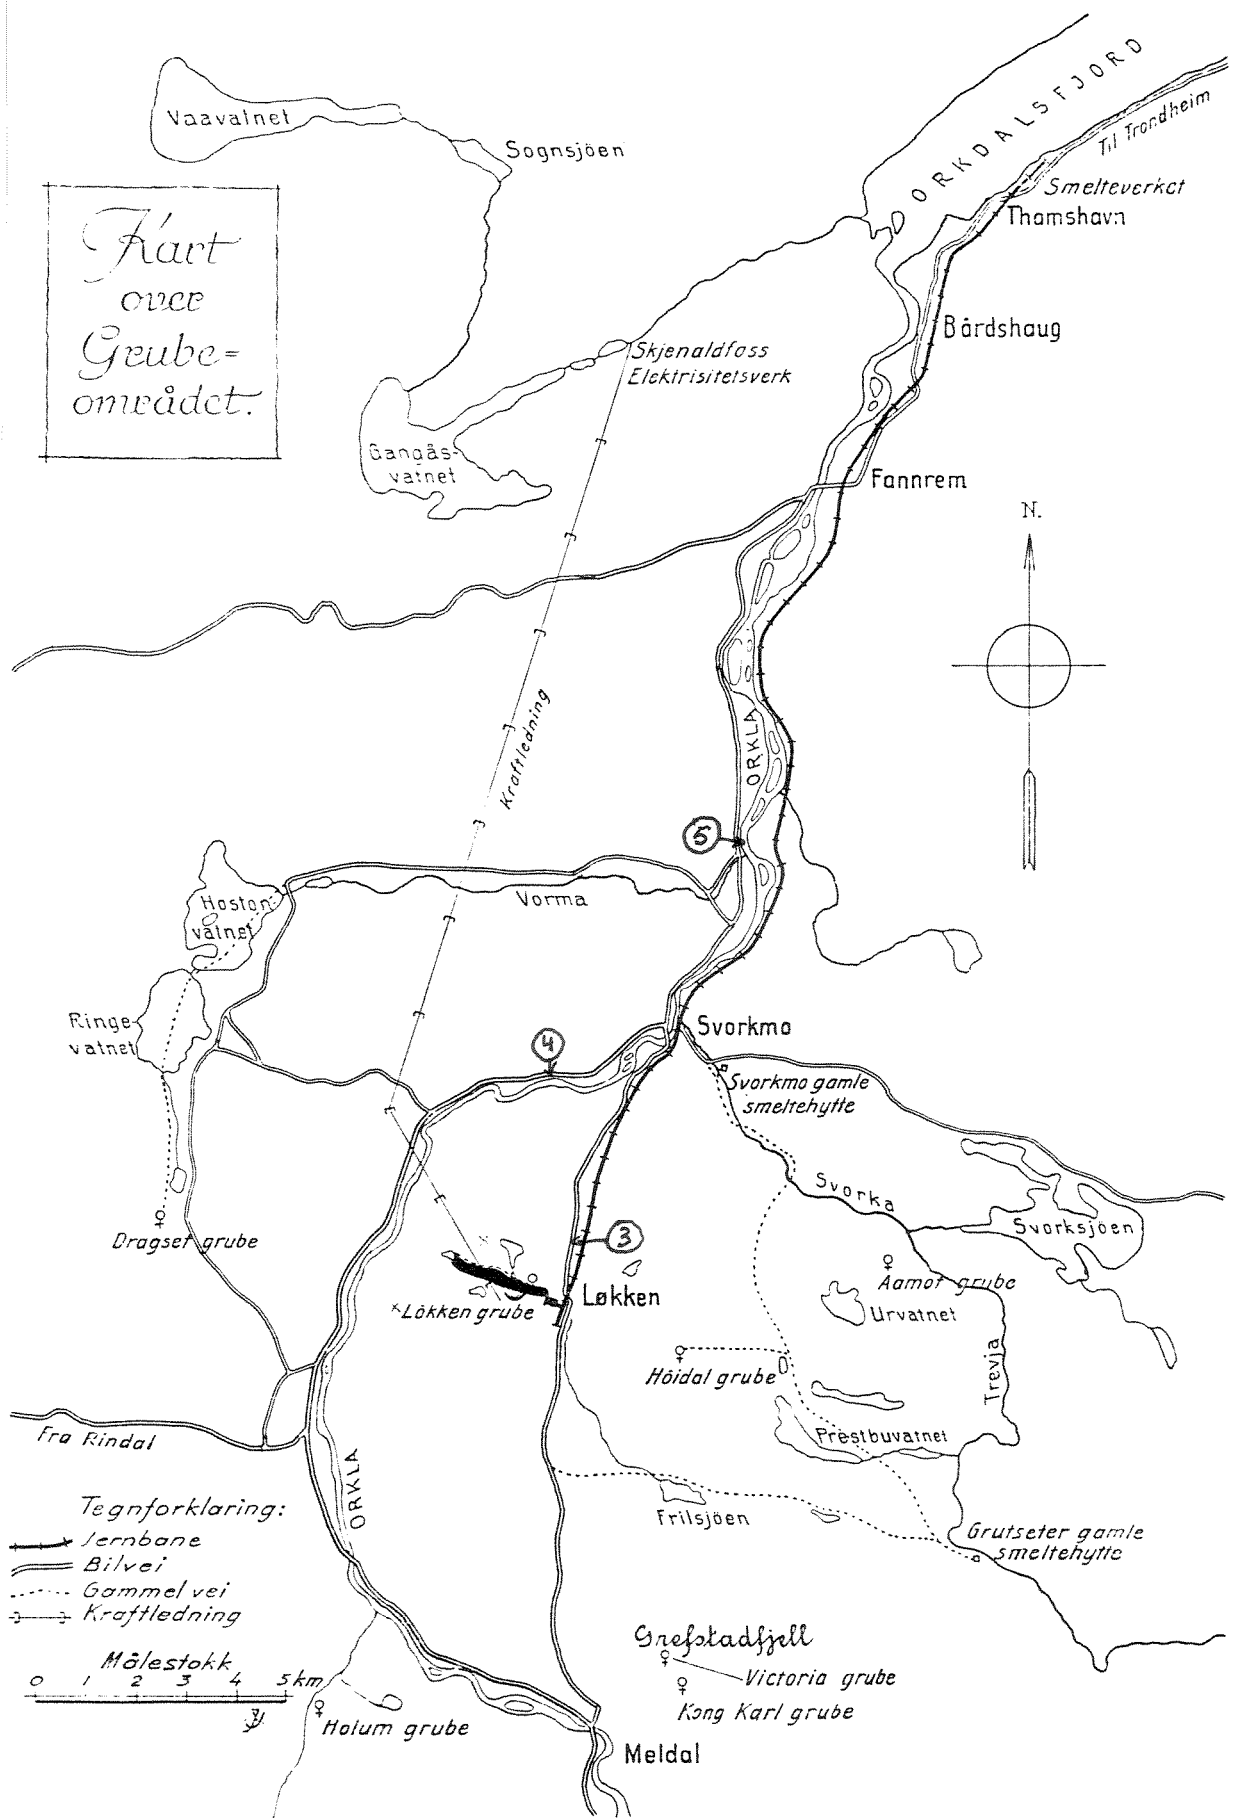 ORKDALSFJORD
Til Trondheim
Vaavatnet
Sognsjöen
Smelteverket
Thamshavn
Kart
over
Grube=
området.
Bårdshaug
Skjenaldfoss
Elektrisitetsverk
Gangås-
vatnet
Fannrem
N.
Kraftledning
ORKLA
5
Hoston
vatnet
Vorma
Ringe-
vatnet
Svorkmo
4
Svorkmo gamle
smeltehytte
Svorka
Svorksjöen
Dragset grube
3
Aamot grube
Løkken
*Lökken grube
Urvatnet
Trevja
Höidal grube
Prestbuvatnet
Fra Rindal
ORKLA
Frilsjöen
Grutseter gamle
smeltehytte
Tegnforklaring:
Jernbane
Bilvei
Gammel vei
Kraftledning
Målestokk
0 1 2 3 4 5 km
Grefstadfjell
Victoria grube
Kong Karl grube
Holum grube
Meldal